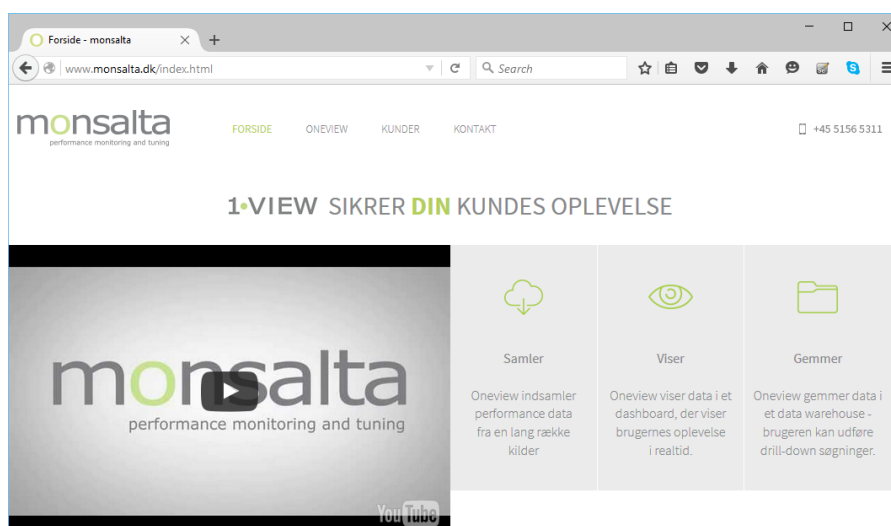 Forside - monsalta
www.monsalta.dk/index.html
Search
monsalta
performance monitoring and tuning
FORSIDE ONEVIEW KUNDER KONTAKT
+45 5156 5311
1•VIEW SIKRER DIN KUNDES OPLEVELSE
monsalta
performance monitoring and tuning
YouTube
Samler
Oneview indsamler
performance data
fra en lang række
kilder
Viser
Oneview viser data i et
dashboard, der viser
brugernes oplevelse
i realtid.
Gemmer
Oneview gemmer data i
et data warehouse -
brugeren kan udføre
drill-down søgninger.